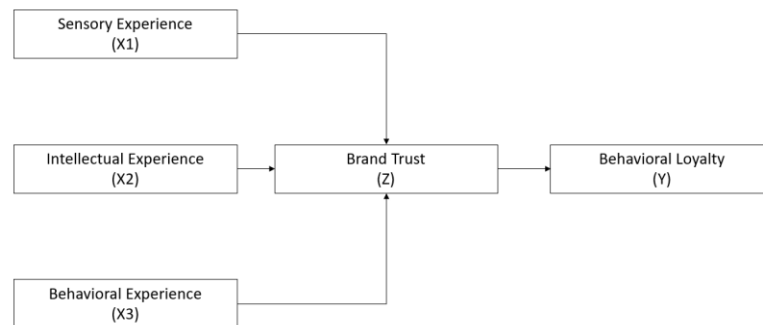 Sensory Experience
(X1)
Intellectual Experience
(X2)
Brand Trust
(Z)
Behavioral Loyalty
(Y)
Behavioral Experience
(X3)